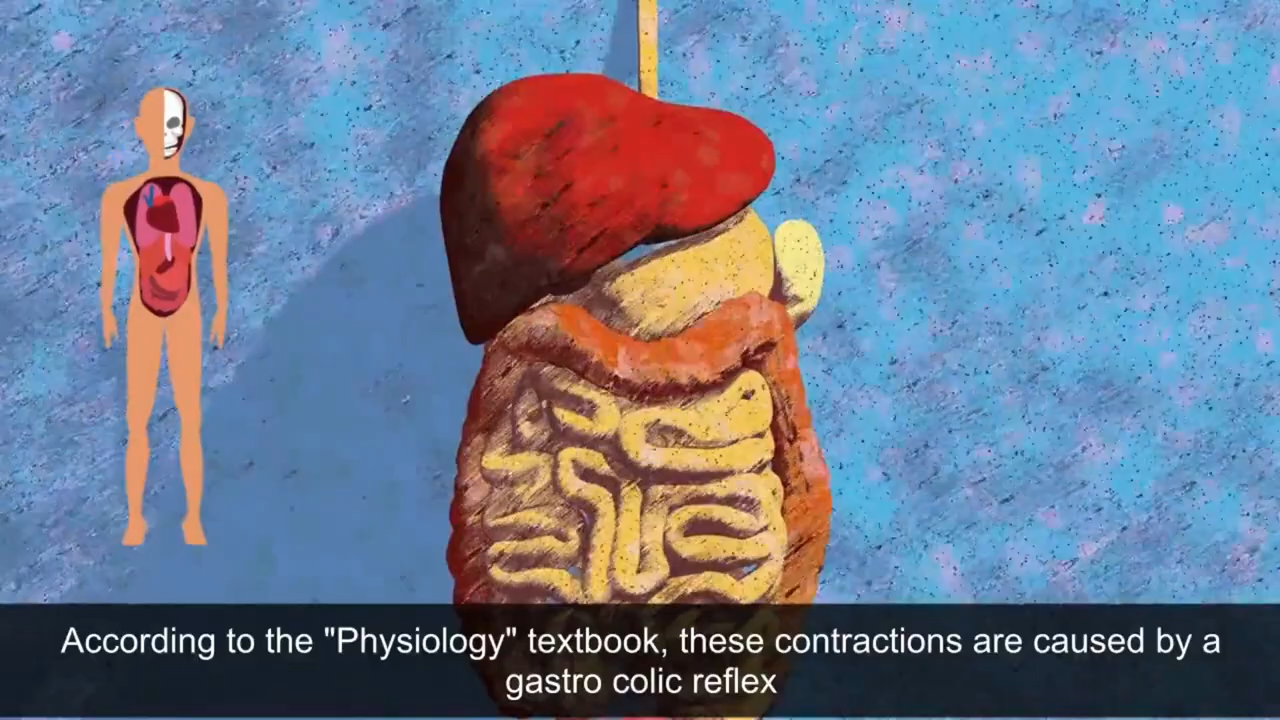 According to the "Physiology" textbook, these contractions are caused by a
gastro colic reflex